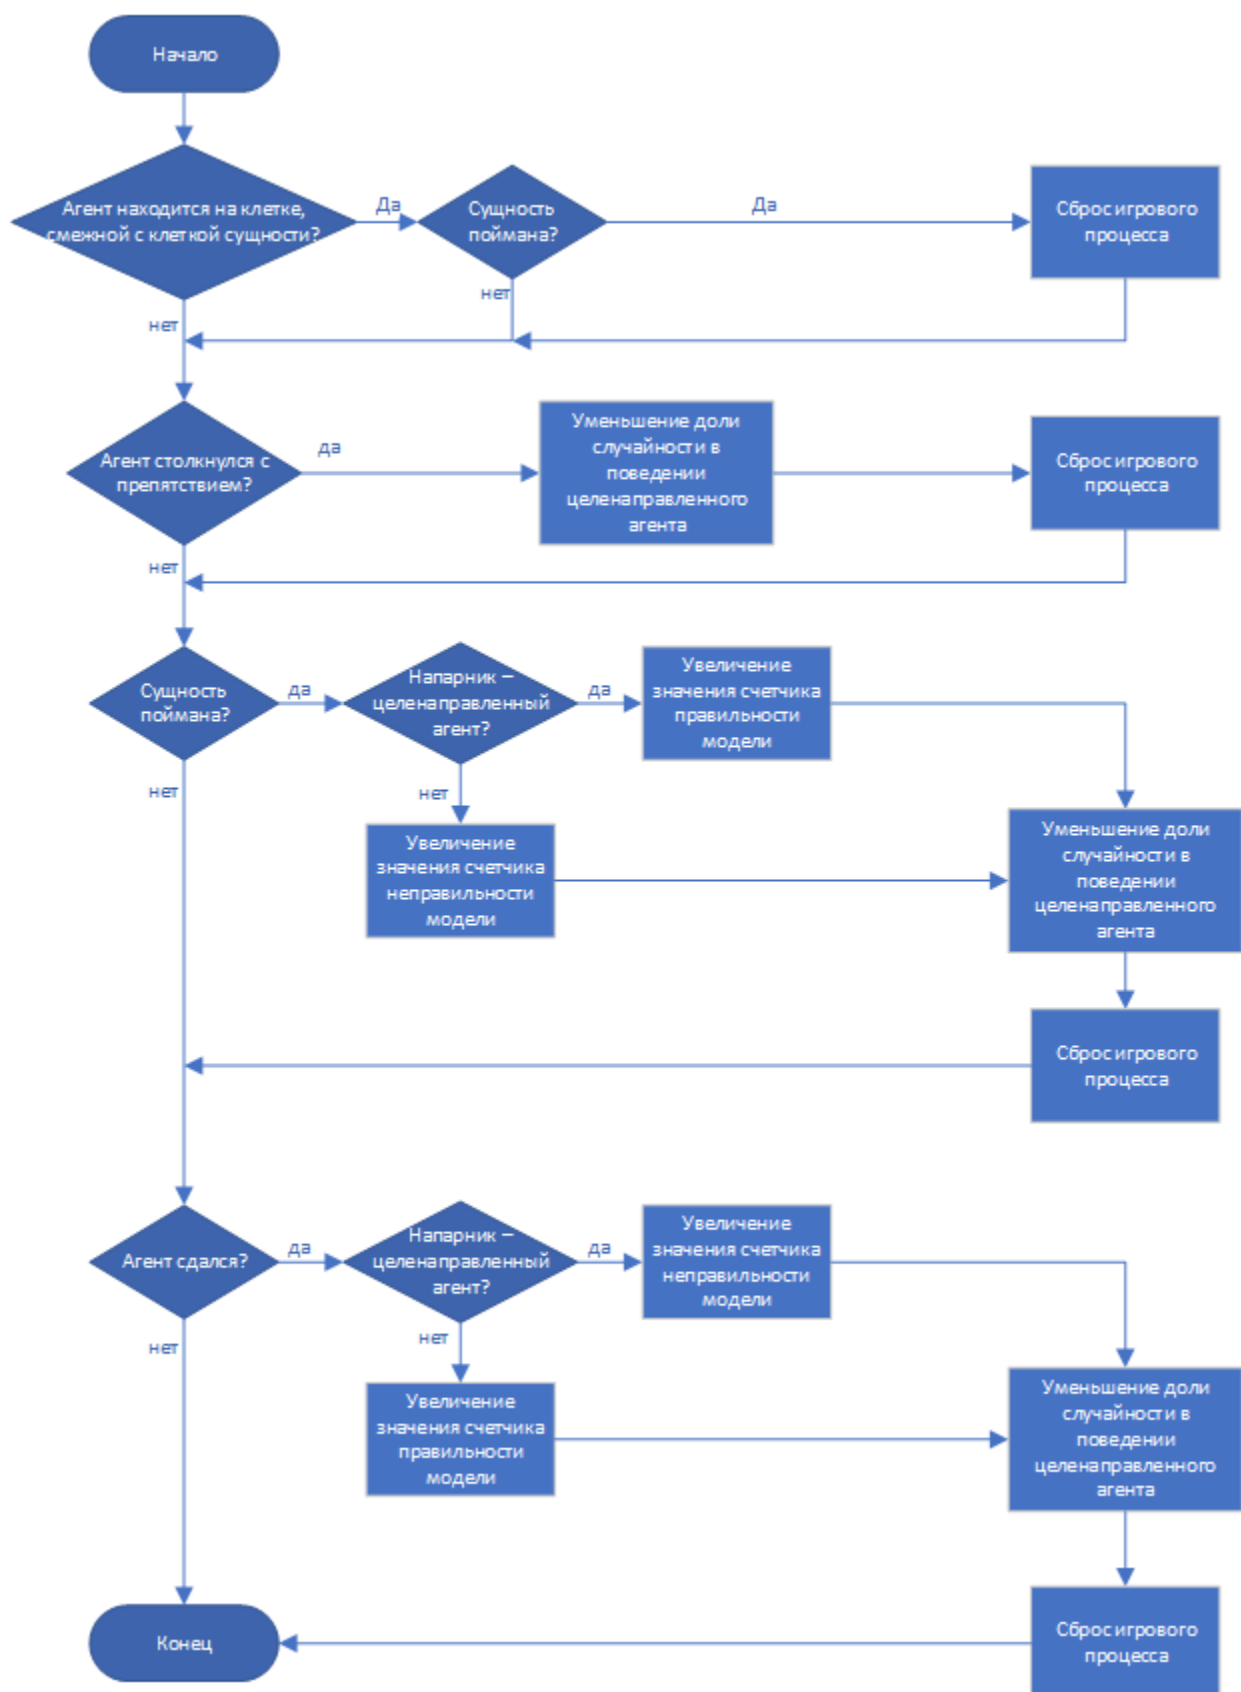 Начало
Агент находится на клетке,
смежной с клеткой сущности?
Да
Сущность
поймана?
Да
Сброс игрового
процесса
нет
нет
Агент столкнулся с
препятствием?
да
Уменьшение доли
случайности в
поведении
целенаправленного
агента
Сброс игрового
процесса
нет
Сущность
поймана?
да
Напарник –
целенаправленный
агент?
да
Увеличение
значения счетчика
правильности
модели
нет
нет
Увеличение
значения счетчика
неправильности
модели
Уменьшение доли
случайности в
поведении
целенаправленного
агента
Сброс игрового
процесса
Агент сдался?
да
Напарник –
целенаправленный
агент?
да
Увеличение
значения счетчика
неправильности
модели
нет
нет
Увеличение
значения счетчика
правильности
модели
Уменьшение доли
случайности в
поведении
целенаправленного
агента
Сброс игрового
процесса
Конец